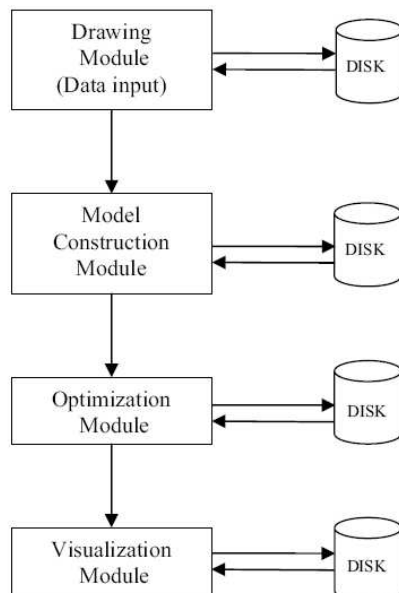 Drawing
Module
(Data input)
DISK
Model
Construction
Module
DISK
Optimization
Module
DISK
Visualization
Module
DISK